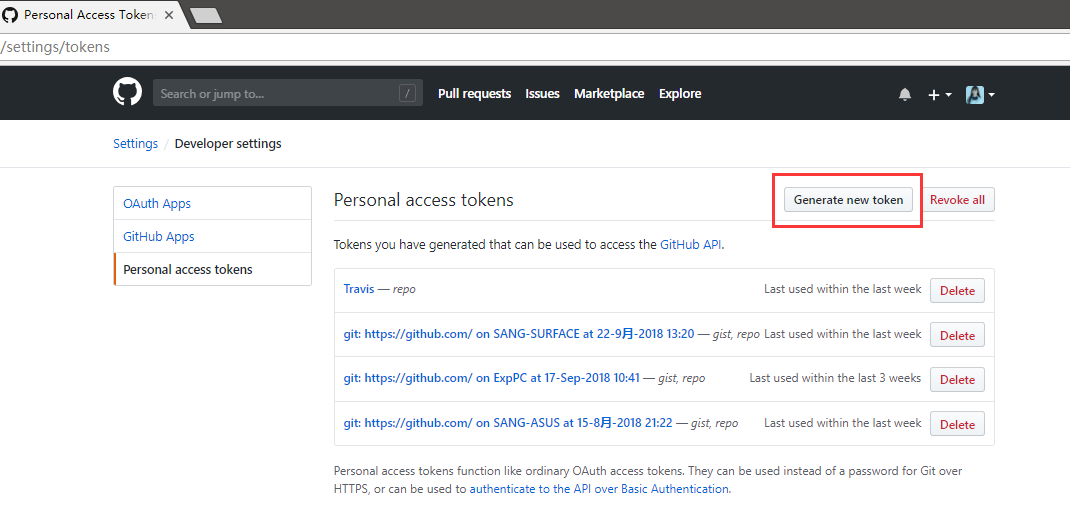 Personal Access Token
/settings/tokens
Search or jump to... / Pull requests Issues Marketplace Explore
Settings / Developer settings
OAuth Apps
GitHub Apps
Personal access tokens
Personal access tokens Generate new token Revoke all
Tokens you have generated that can be used to access the GitHub API.
Travis — repo Last used within the last week Delete
git: https://github.com/ on SANG-SURFACE at 22-9月-2018 13:20 — gist, repo Last used within the last week Delete
git: https://github.com/ on ExpPC at 17-Sep-2018 10:41 — gist, repo Last used within the last 3 weeks Delete
git: https://github.com/ on SANG-ASUS at 15-8月-2018 21:22 — gist, repo Last used within the last week Delete
Personal access tokens function like ordinary OAuth access tokens. They can be used instead of a password for Git over
HTTPS, or can be used to authenticate to the API over Basic Authentication.